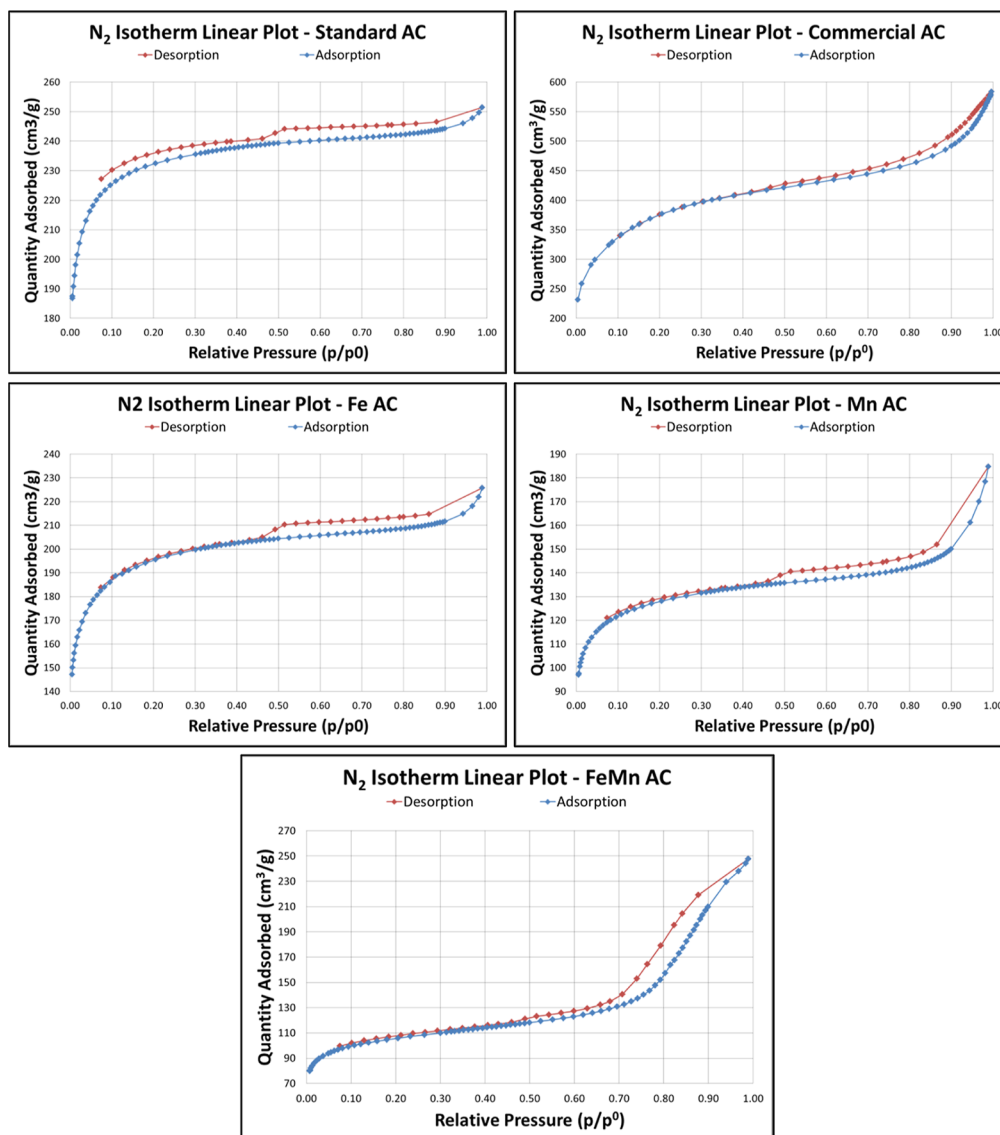 N2 Isotherm Linear Plot - Standard AC
Desorption Adsorption
Quantity Adsorbed (cm3/g)
260
250
240
230
220
210
200
190
180
0.00 0.10 0.20 0.30 0.40 0.50 0.60 0.70 0.80 0.90 1.00
Relative Pressure (p/p0)
N2 Isotherm Linear Plot - Commercial AC
Desorption Adsorption
Quantity Adsorbed (cm³/g)
600
550
500
450
400
350
300
250
200
0.00 0.10 0.20 0.30 0.40 0.50 0.60 0.70 0.80 0.90 1.00
Relative Pressure (p/p⁰)
N2 Isotherm Linear Plot - Fe AC
Desorption Adsorption
Quantity Adsorbed (cm3/g)
240
230
220
210
200
190
180
170
160
150
140
0.00 0.10 0.20 0.30 0.40 0.50 0.60 0.70 0.80 0.90 1.00
Relative Pressure (p/p0)
N2 Isotherm Linear Plot - Mn AC
Desorption Adsorption
Quantity Adsorbed (cm³/g)
190
180
170
160
150
140
130
120
110
100
90
0.00 0.10 0.20 0.30 0.40 0.50 0.60 0.70 0.80 0.90 1.00
Relative Pressure (p/p0)
N2 Isotherm Linear Plot - FeMn AC
Desorption Adsorption
Quantity Adsorbed (cm³/g)
270
250
230
210
190
170
150
130
110
90
70
0.00 0.10 0.20 0.30 0.40 0.50 0.60 0.70 0.80 0.90 1.00
Relative Pressure (p/p⁰)